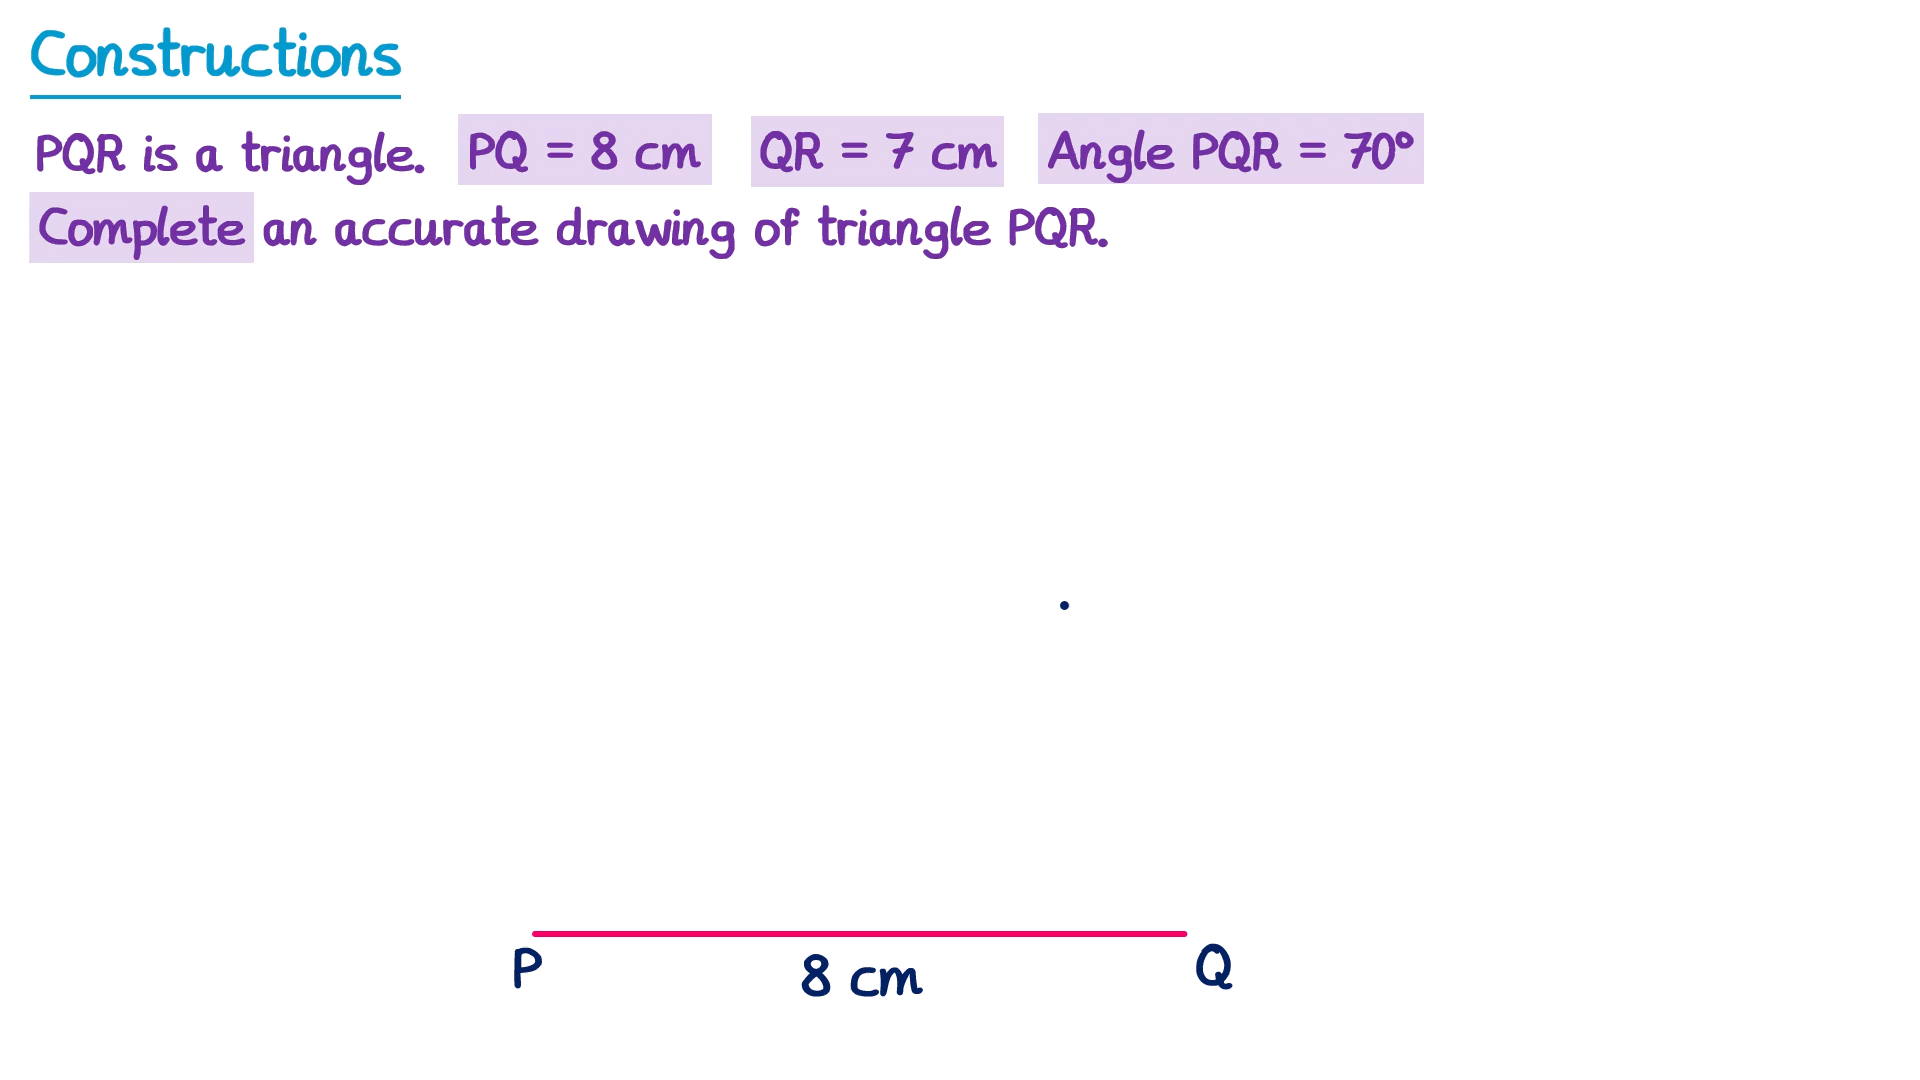 Constructions
PQR is a triangle. PQ = 8 cm QR = 7 cm Angle PQR = 70°
Complete an accurate drawing of triangle PQR.
P 8 cm Q